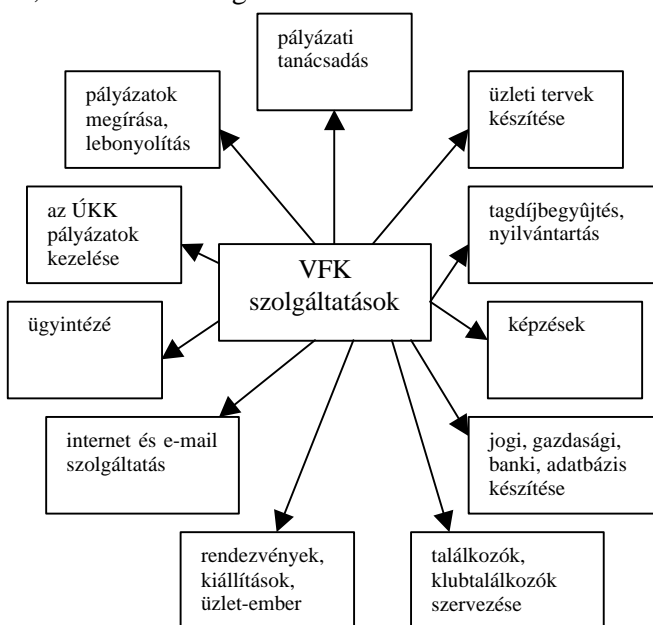 pályázati
tanácsadás
pályázatok
megírása,
lebonyolítás
üzleti tervek
készítése
az ÚKK
pályázatok
kezelése
tagdíjbegyûjtés,
nyilvántartás
VFK
szolgáltatások
ügyintézé
képzések
internet és e-mail
szolgáltatás
jogi, gazdasági,
banki, adatbázis
készítése
rendezvények,
kiállítások,
üzlet-ember
találkozók,
klubtalálkozók
szervezése